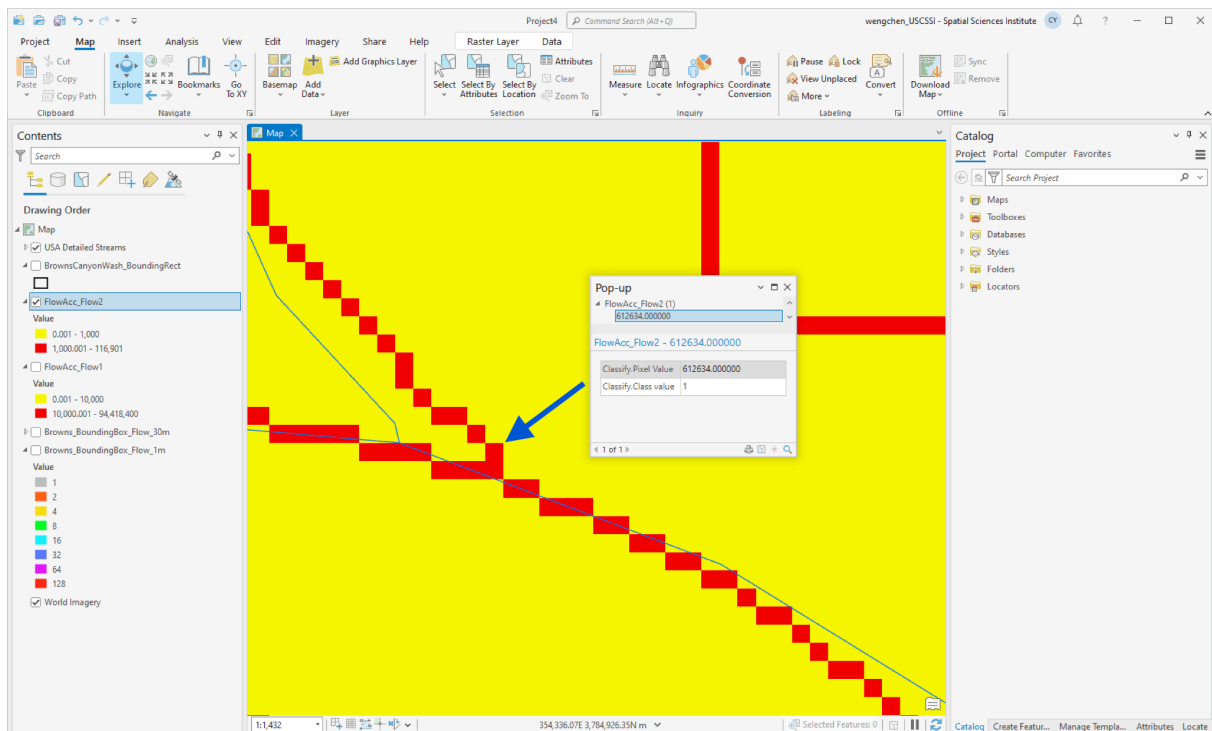 Project4
Command Search (Alt+Q)
wengchen_USCSSI - Spatial Sciences Institute
CY
?
Project Map Insert Analysis View Edit Imagery Share Help Raster Layer Data
Paste
Cut
Copy
Copy Path
Clipboard
Explore
Bookmarks
Go To XY
Navigate
Basemap
Add Data
Add Graphics Layer
Layer
Select
Select By Attributes
Select By Location
Attributes
Clear
Zoom To
Selection
Measure
Locate
Infographics
Coordinate Conversion
Inquiry
Pause
Lock
View Unplaced
More
Convert
Labeling
Download Map
Sync
Remove
Offline
Contents
Search
Drawing Order
Map
USA Detailed Streams
BrownsCanyonWash_BoundingRect
FlowAcc_Flow2
Value
0.001 - 1,000
1,000.001 - 116,901
FlowAcc_Flow1
Value
0.001 - 10,000
10,000.001 - 94,418,400
Browns_BoundingBox_Flow_30m
Browns_BoundingBox_Flow_1m
Value
1
2
4
8
16
32
64
128
World Imagery
Map
Pop-up
FlowAcc_Flow2 (1)
612634.000000
FlowAcc_Flow2 - 612634.000000
Classify.Pixel Value 612634.000000
Classify.Class value 1
1 of 1
1:1,432
354,336.07E 3,784,926.35N m
Selected Features: 0
Catalog
Project Portal Computer Favorites
Search Project
Maps
Toolboxes
Databases
Styles
Folders
Locators
Catalog Create Featur... Manage Templa... Attributes Locate